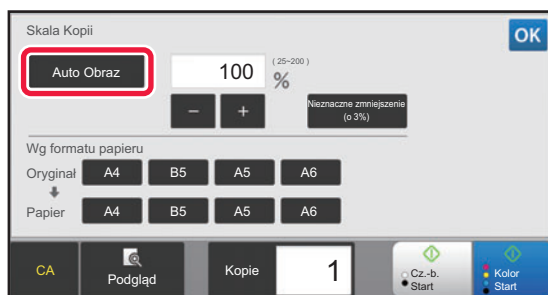 Skala Kopii
OK
Auto Obraz
100
(25~200)
%
–
+
Nieznaczne zmniejszenie
(o 3%)
Wg formatu papieru
Oryginał
A4
B5
A5
A6
Papier
A4
B5
A5
A6
CA
Podgląd
Kopie
1
Cz.-b.
Start
Kolor
Start